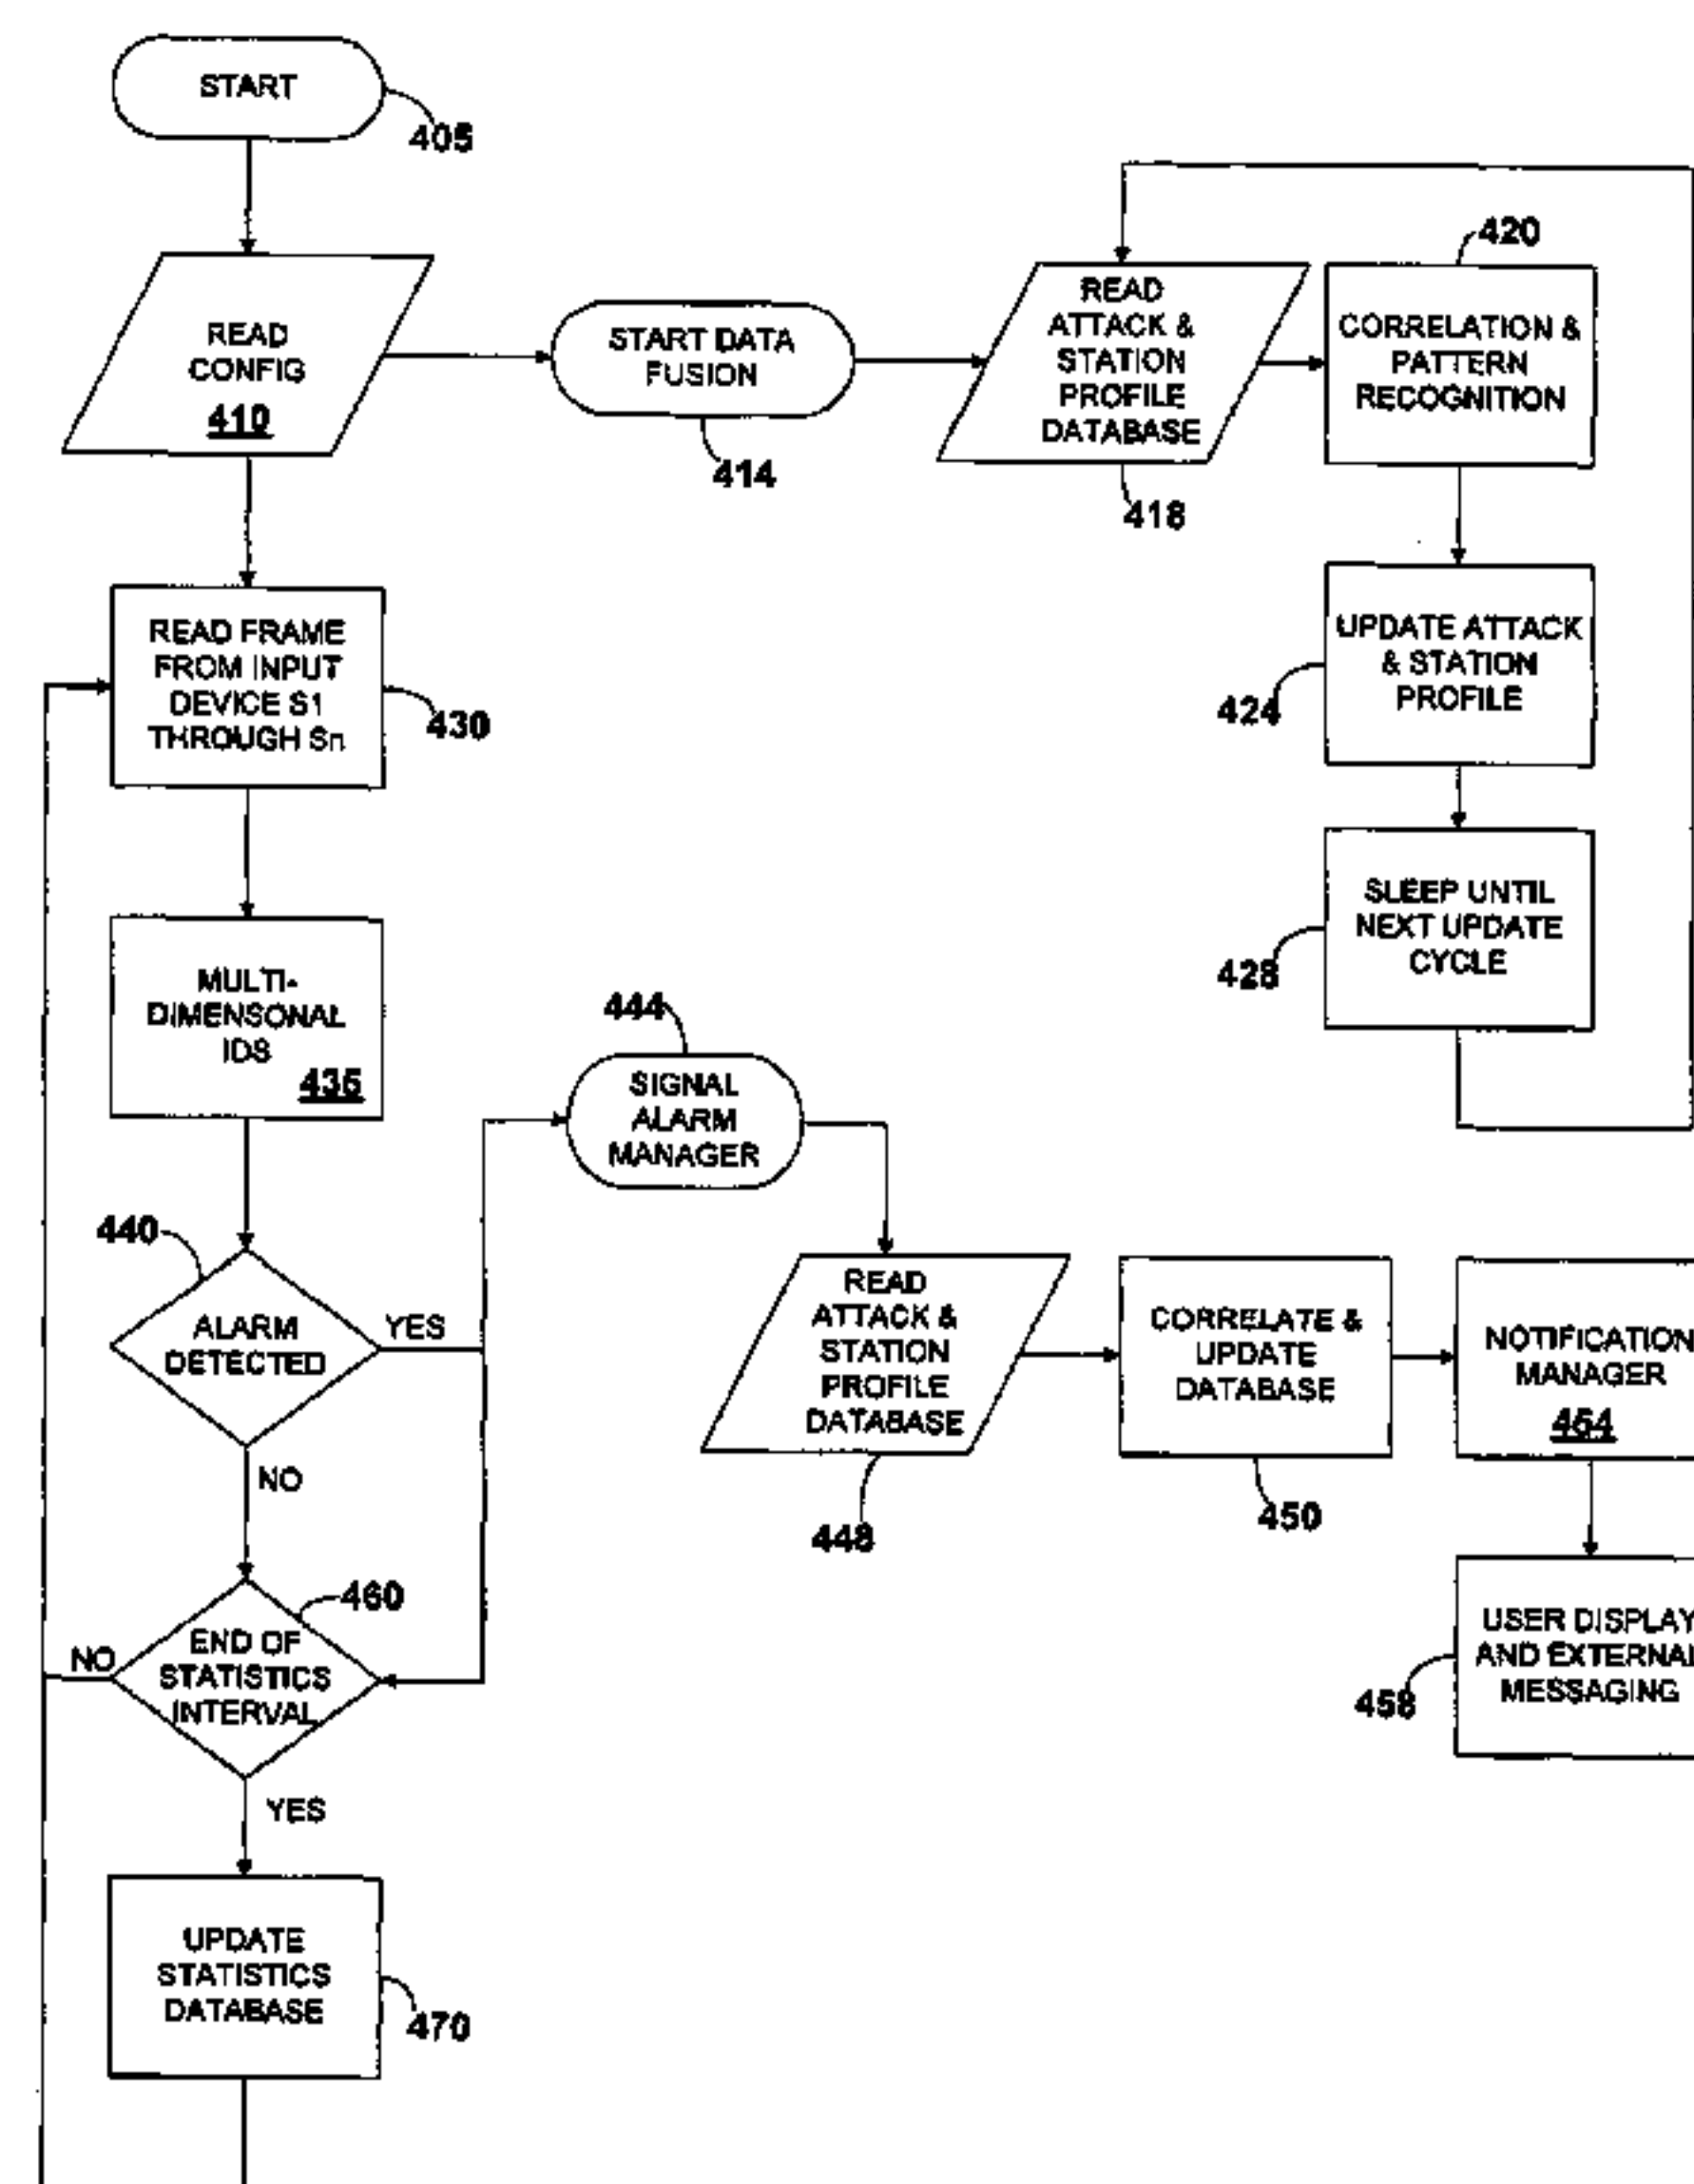 START
405
READ
CONFIG
410
START DATA
FUSION
414
READ
ATTACK &
STATION
PROFILE
DATABASE
418
420
CORRELATION &
PATTERN
RECOGNITION
UPDATE ATTACK
& STATION
PROFILE
424
SLEEP UNTIL
NEXT UPDATE
CYCLE
428
READ FRAME
FROM INPUT
DEVICE S1
THROUGH Sn
430
MULTI-
DIMENSONAL
IDS
435
444
SIGNAL
ALARM
MANAGER
440
ALARM
DETECTED
YES
NO
READ
ATTACK &
STATION
PROFILE
DATABASE
448
CORRELATE &
UPDATE
DATABASE
450
NOTIFICATION
MANAGER
454
USER DISPLAY
AND EXTERNAL
MESSAGING
458
460
END OF
STATISTICS
INTERVAL
NO
YES
UPDATE
STATISTICS
DATABASE
470